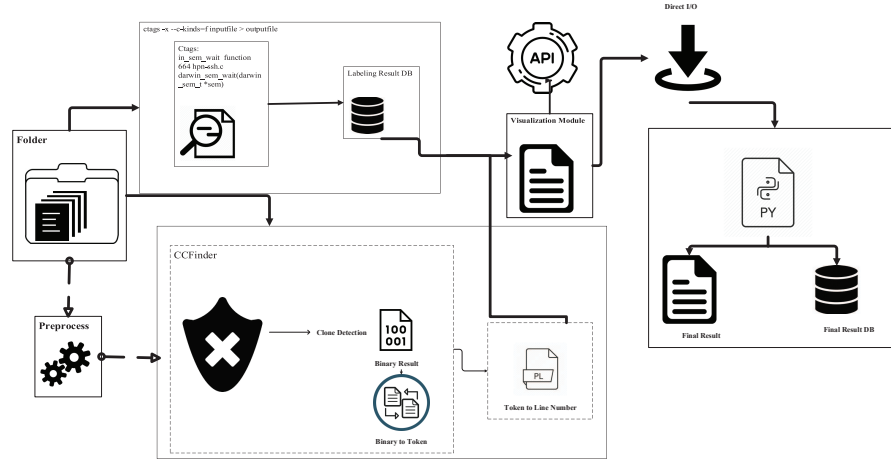 Direct I/O
ctags -x --c-kinds=f inputfile > outputfile
Ctags:
in_sem_wait function
664 hpn-ssh.c
darwin_sem_wait(darwin
_sem_t *sem)
Labeling Result DB
API
Visualization Module
Folder
PY
CCFinder
Final Result
Final Result DB
Preprocess
Clone Detection
100
001
Binary Result
PL
Token to Line Number
Binary to Token